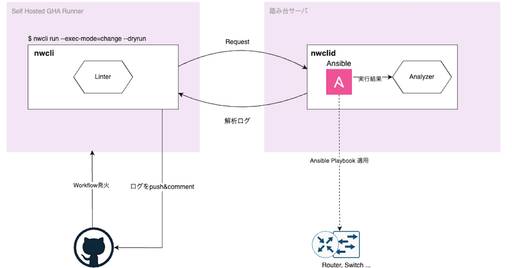 Self Hosted GHA Runner
踏み台サーバ
$ nwcli run --exec-mode=change --dryrun
nwcli
Linter
Request
解析ログ
nwclid
Ansible
A
実行結果
Analyzer
Ansible Playbook 適用
Workflow発火
ログをpush&comment
Router, Switch ...